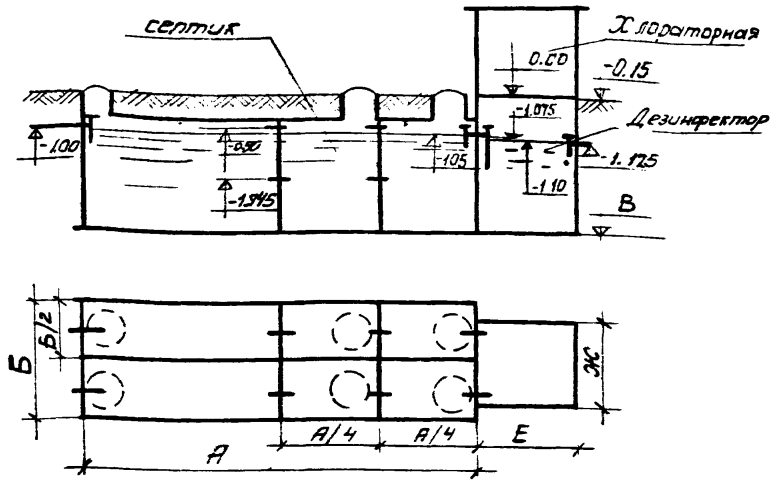 септик
Хлораторная
0.00
-0.15
-1.075
Дезинфектор
-1.00
-0.90
-1.05
-1.125
-1.10
-1.945
В
Б
Б/2
Ж
А/4
А/4
Е
А